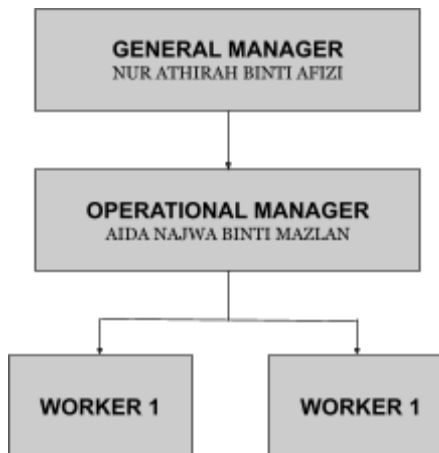 GENERAL MANAGER
NUR ATHIRAH BINTI AFIZI
OPERATIONAL MANAGER
AIDA NAJWA BINTI MAZLAN
WORKER 1
WORKER 1